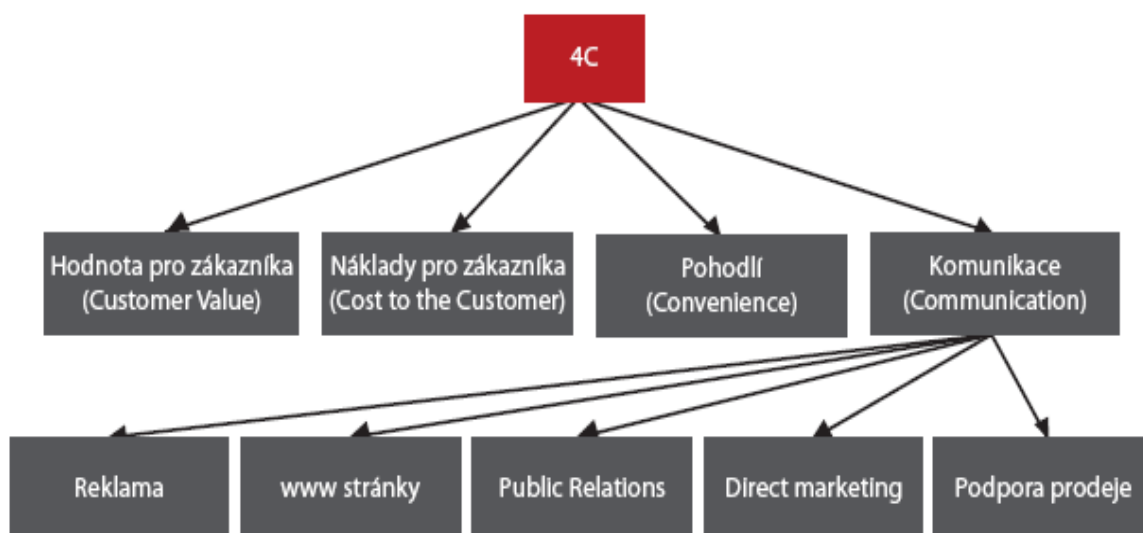 4C
Hodnota pro zákazníka
(Customer Value)
Náklady pro zákazníka
(Cost to the Customer)
Pohodlí
(Convenience)
Komunikace
(Communication)
Reklama
www stránky
Public Relations
Direct marketing
Podpora prodeje